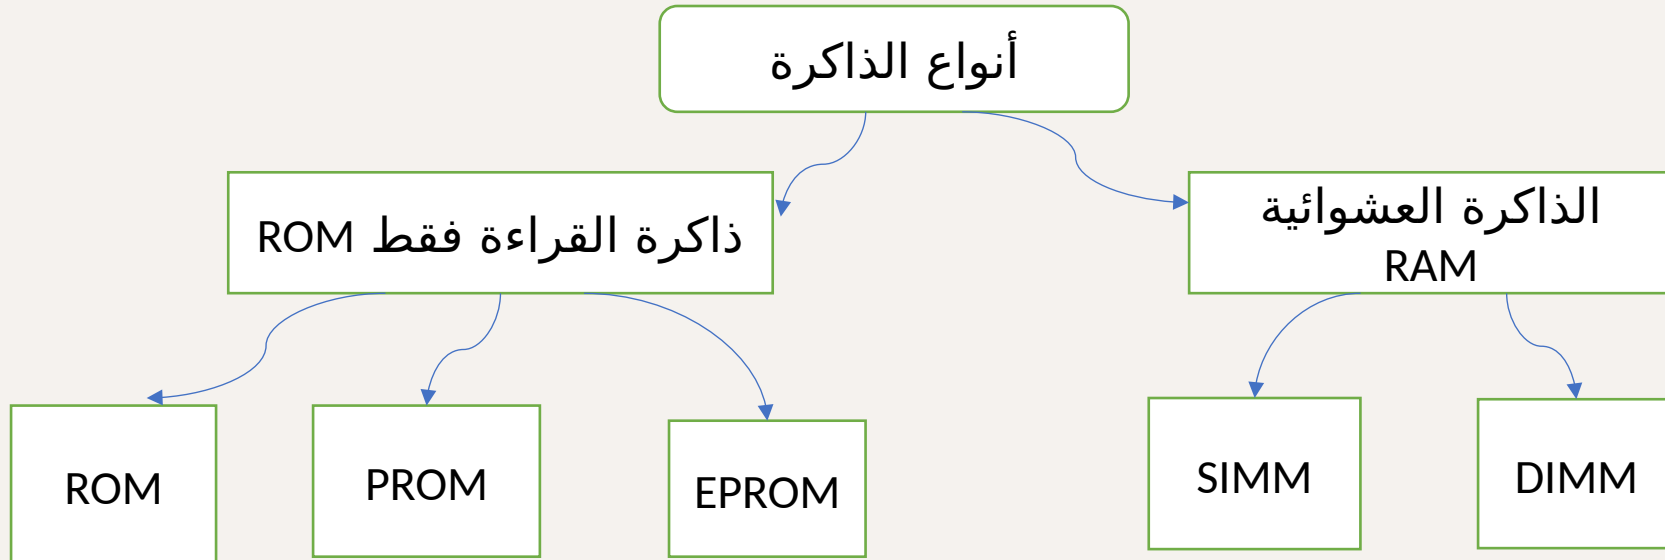 أنواع الذاكرة
الذاكرة العشوائية
RAM
ذاكرة القراءة فقط ROM
DIMM
SIMM
EPROM
PROM
ROM